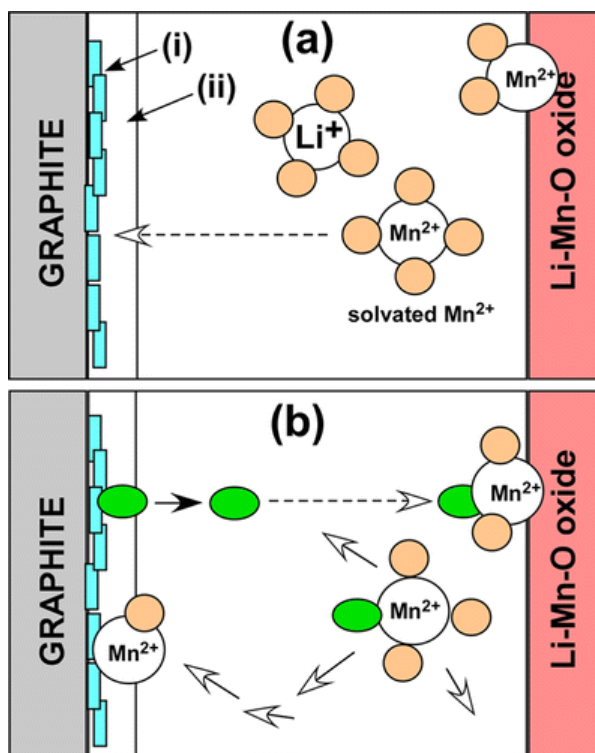 (a)
(i)
(ii)
GRAPHITE
Li+
Mn²⁺
Mn²⁺
solvated Mn²⁺
Li-Mn-O oxide
(b)
GRAPHITE
Mn²⁺
Mn²⁺
Mn²⁺
Li-Mn-O oxide